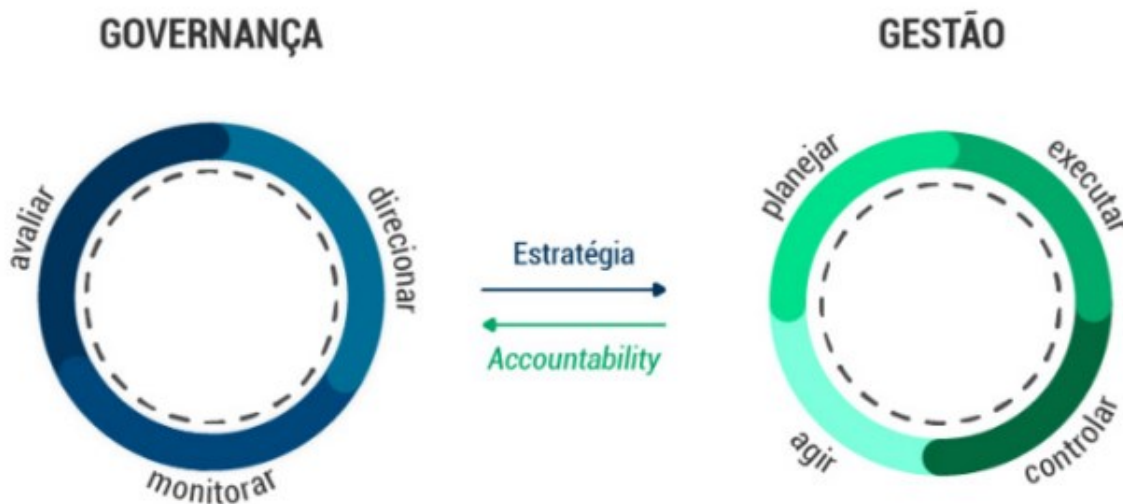 GOVERNANÇA
GESTÃO
avaliar
direcionar
monitorar
Estratégia
Accountability
planejar
executar
agir
controlar